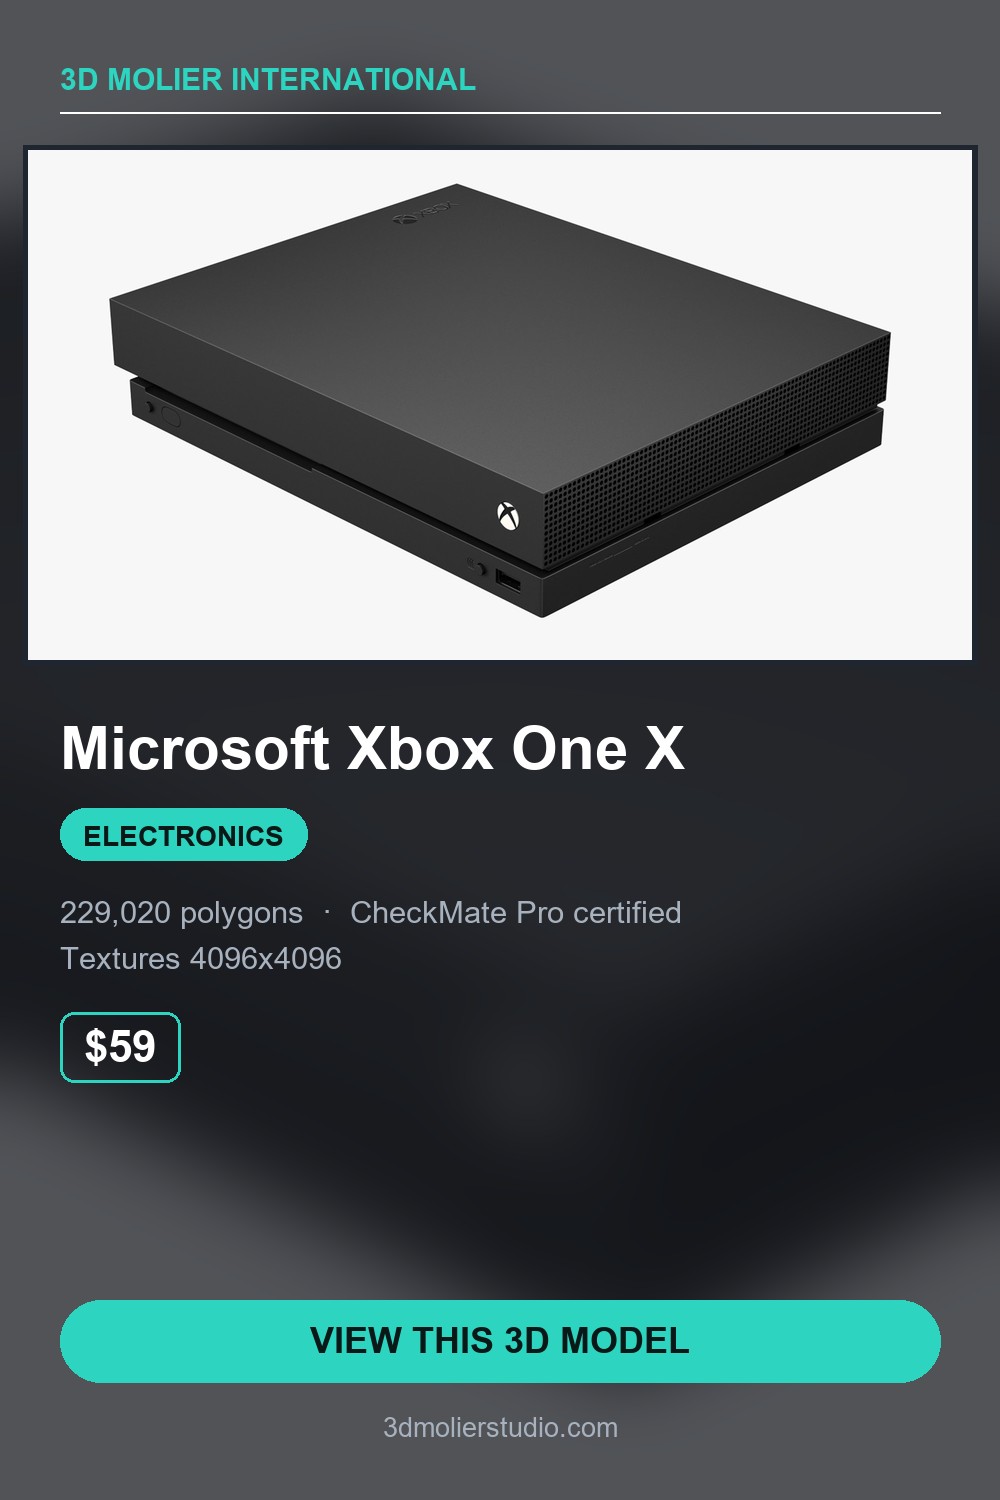 3D MOLIER INTERNATIONAL
XBOX
Microsoft Xbox One X
ELECTRONICS
229,020 polygons · CheckMate Pro certified
Textures 4096x4096
$59
VIEW THIS 3D MODEL
3dmolierstudio.com